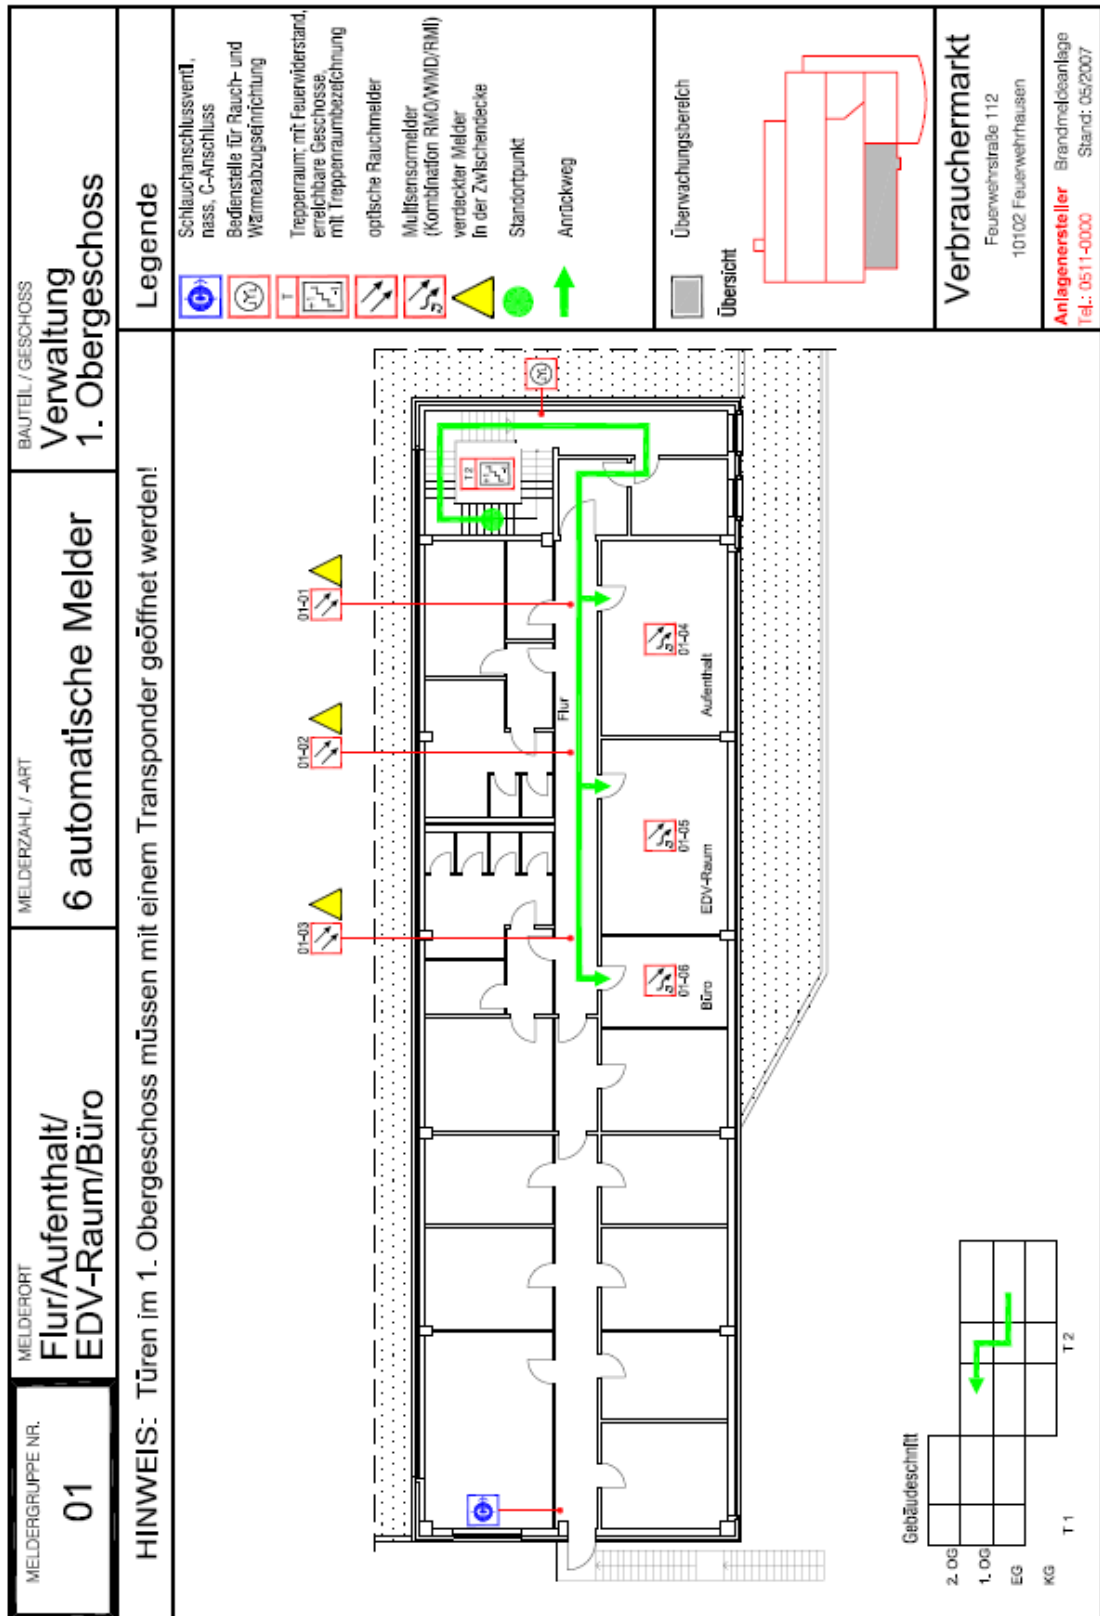 MELDERGRUPPE NR.
01
MELDERORT
Flur/Aufenthalt/
EDV-Raum/Büro
MELDERZAHL / -ART
6 automatische Melder
BAUTEIL / GESCHOSS
Verwaltung
1. Obergeschoss
HINWEIS: Türen im 1. Obergeschoss müssen mit einem Transponder geöffnet werden!
01-03
01-02
01-01
T 2
Flur
01-06
Büro
01-05
EDV-Raum
01-04
Aufenthalt
C
Gebäudeschnitt
2. OG
1. OG
EG
KG
T 1
T 2
Legende
C
Schlauchanschlussventil,
nass, C-Anschluss
Bedienstelle für Rauch- und
Wärmeabzugseinrichtung
T
Treppenraum; mit Feuerwiderstand,
erreichbare Geschosse,
mit Treppenraumbezeichnung
optische Rauchmelder
Multisensormelder
(Kombination RMO/WMD/RMI)
verdeckter Melder
in der Zwischendecke
Standortpunkt
Anrückweg
Überwachungsbereich
Übersicht
Verbrauchermarkt
Feuerwehrstraße 112
10102 Feuerwehrhausen
Anlagenersteller Brandmeldeanlage
Tel.: 0511-0000 Stand: 05/2007